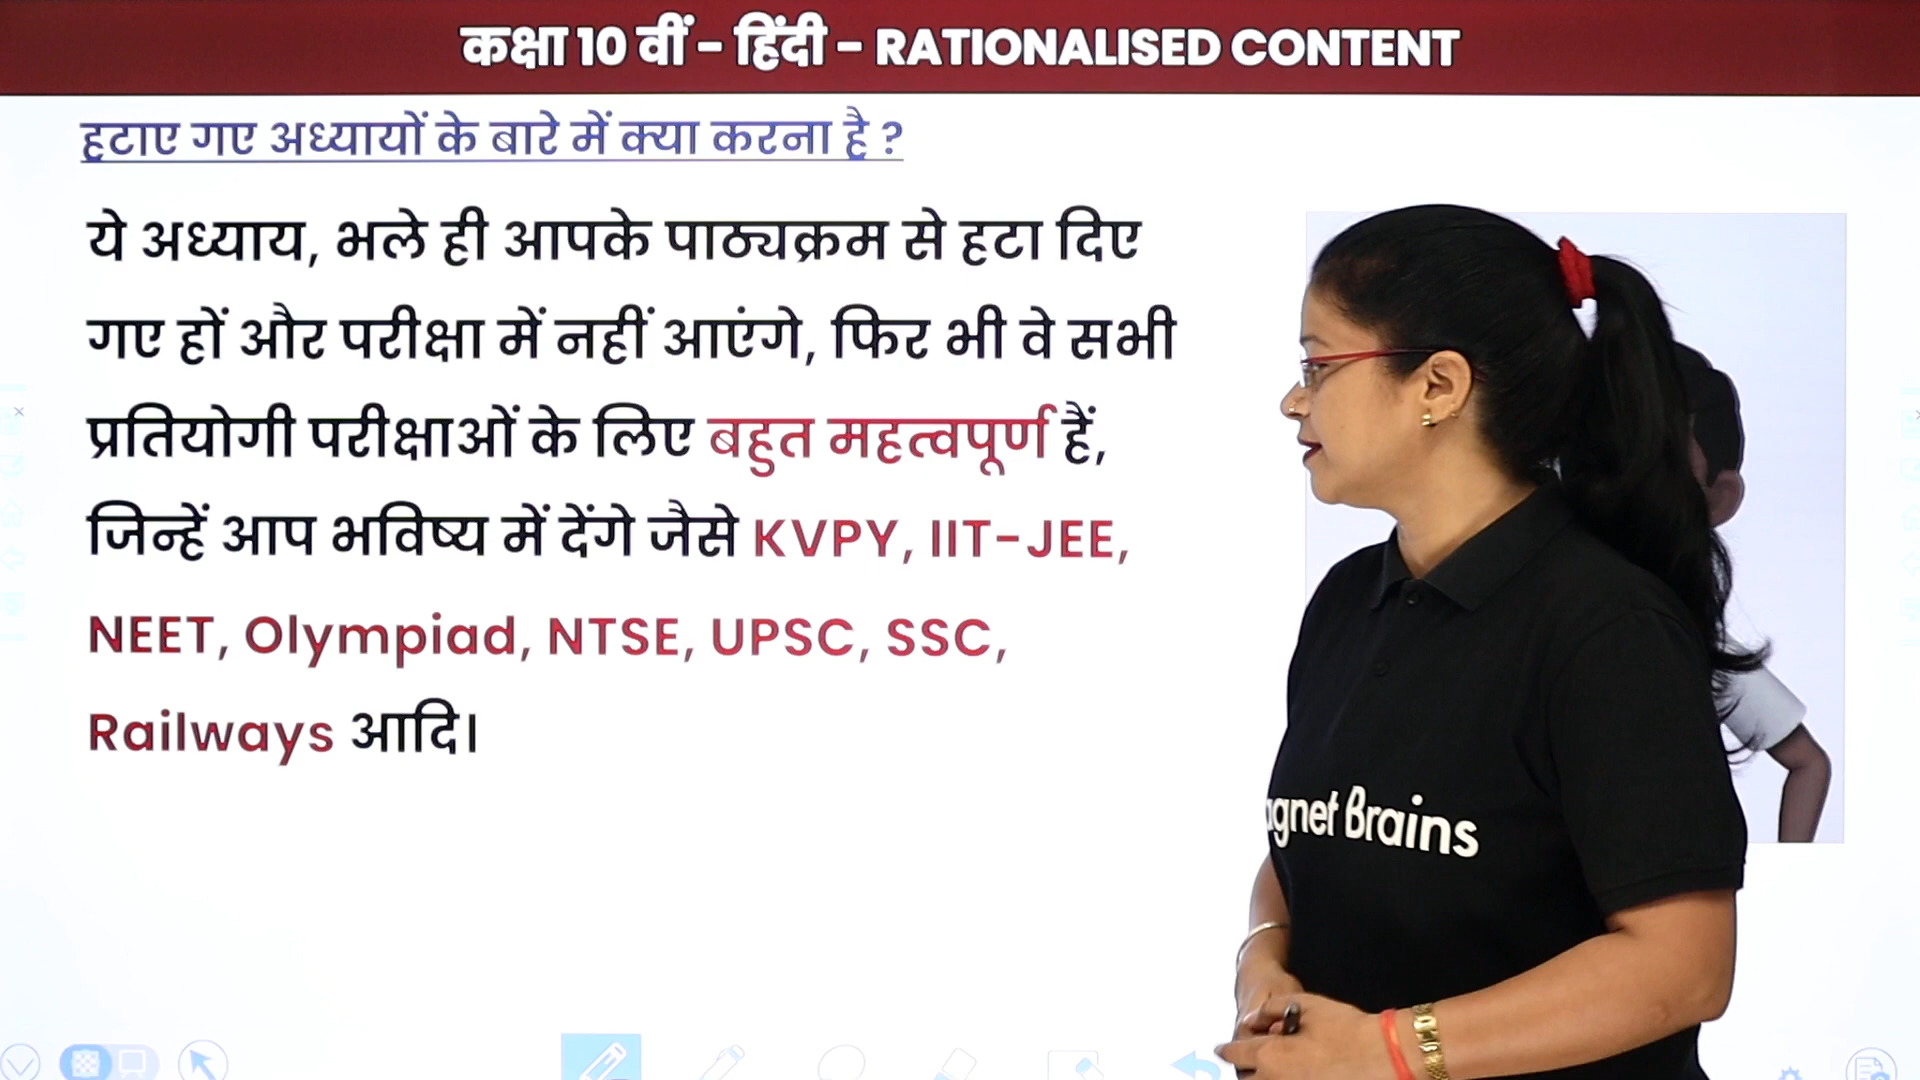 कक्षा 10 वीं – हिंदी – RATIONALISED CONTENT
हटाए गए अध्यायों के बारे में क्या करना है ?
ये अध्याय, भले ही आपके पाठ्यक्रम से हटा दिए
गए हों और परीक्षा में नहीं आएंगे, फिर भी वे सभी
प्रतियोगी परीक्षाओं के लिए बहुत महत्वपूर्ण हैं,
जिन्हें आप भविष्य में देंगे जैसे KVPY, IIT-JEE,
NEET, Olympiad, NTSE, UPSC, SSC,
Railways आदि।
agnet Brains